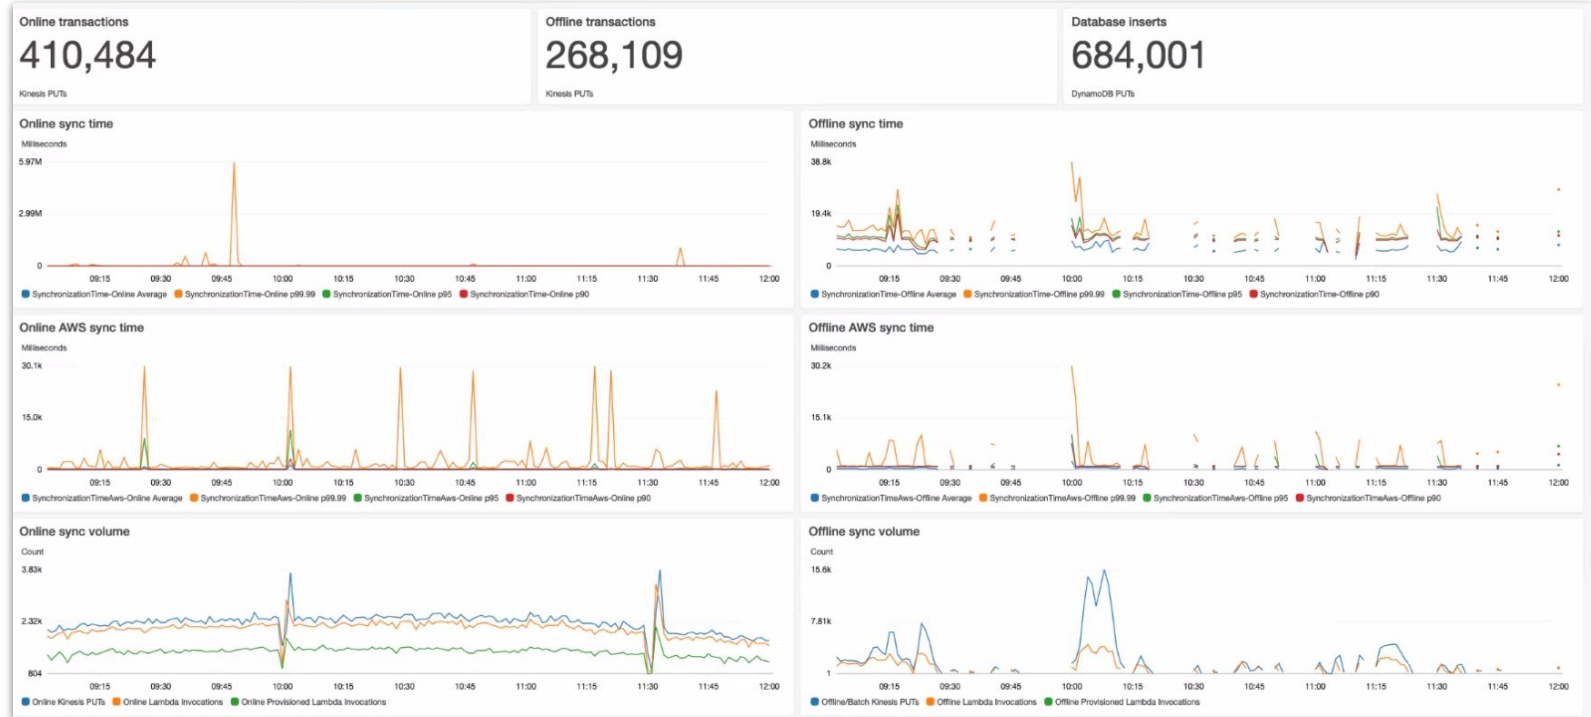 Online transactions
410,484
Kinesis PUTs
Offline transactions
268,109
Kinesis PUTs
Database inserts
684,001
DynamoDB PUTs
Online sync time
Milliseconds
5.97M
2.99M
0
09:15 09:30 09:45 10:00 10:15 10:30 10:45 11:00 11:15 11:30 11:45 12:00
SynchronizationTime-Online Average SynchronizationTime-Online p99.99 SynchronizationTime-Online p95 SynchronizationTime-Online p90
Offline sync time
Milliseconds
38.8k
19.4k
0
09:15 09:30 09:45 10:00 10:15 10:30 10:45 11:00 11:15 11:30 11:45 12:00
SynchronizationTime-Offline Average SynchronizationTime-Offline p99.99 SynchronizationTime-Offline p95 SynchronizationTime-Offline p90
Online AWS sync time
Milliseconds
30.1k
15.0k
0
09:15 09:30 09:45 10:00 10:15 10:30 10:45 11:00 11:15 11:30 11:45 12:00
SynchronizationTimeAws-Online Average SynchronizationTimeAws-Online p99.99 SynchronizationTimeAws-Online p95 SynchronizationTimeAws-Online p90
Offline AWS sync time
Milliseconds
30.2k
15.1k
0
09:15 09:30 09:45 10:00 10:15 10:30 10:45 11:00 11:15 11:30 11:45 12:00
SynchronizationTimeAws-Offline Average SynchronizationTimeAws-Offline p99.99 SynchronizationTimeAws-Offline p95 SynchronizationTimeAws-Offline p90
Online sync volume
Count
3.83k
2.32k
804
09:15 09:30 09:45 10:00 10:15 10:30 10:45 11:00 11:15 11:30 11:45 12:00
Online Kinesis PUTs Online Lambda Invocations Online Provisioned Lambda Invocations
Offline sync volume
Count
15.6k
7.81k
1
09:15 09:30 09:45 10:00 10:15 10:30 10:45 11:00 11:15 11:30 11:45 12:00
Offline/Batch Kinesis PUTs Offline Lambda Invocations Offline Provisioned Lambda Invocations